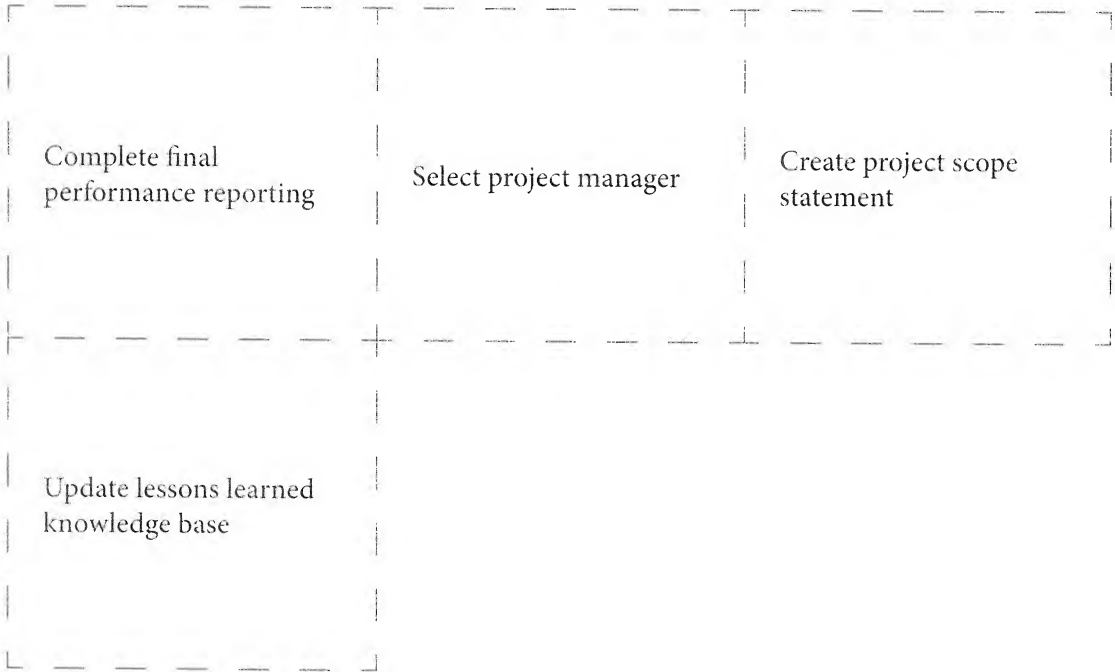 Complete final
performance reporting
Select project manager
Create project scope
statement
Update lessons learned
knowledge base